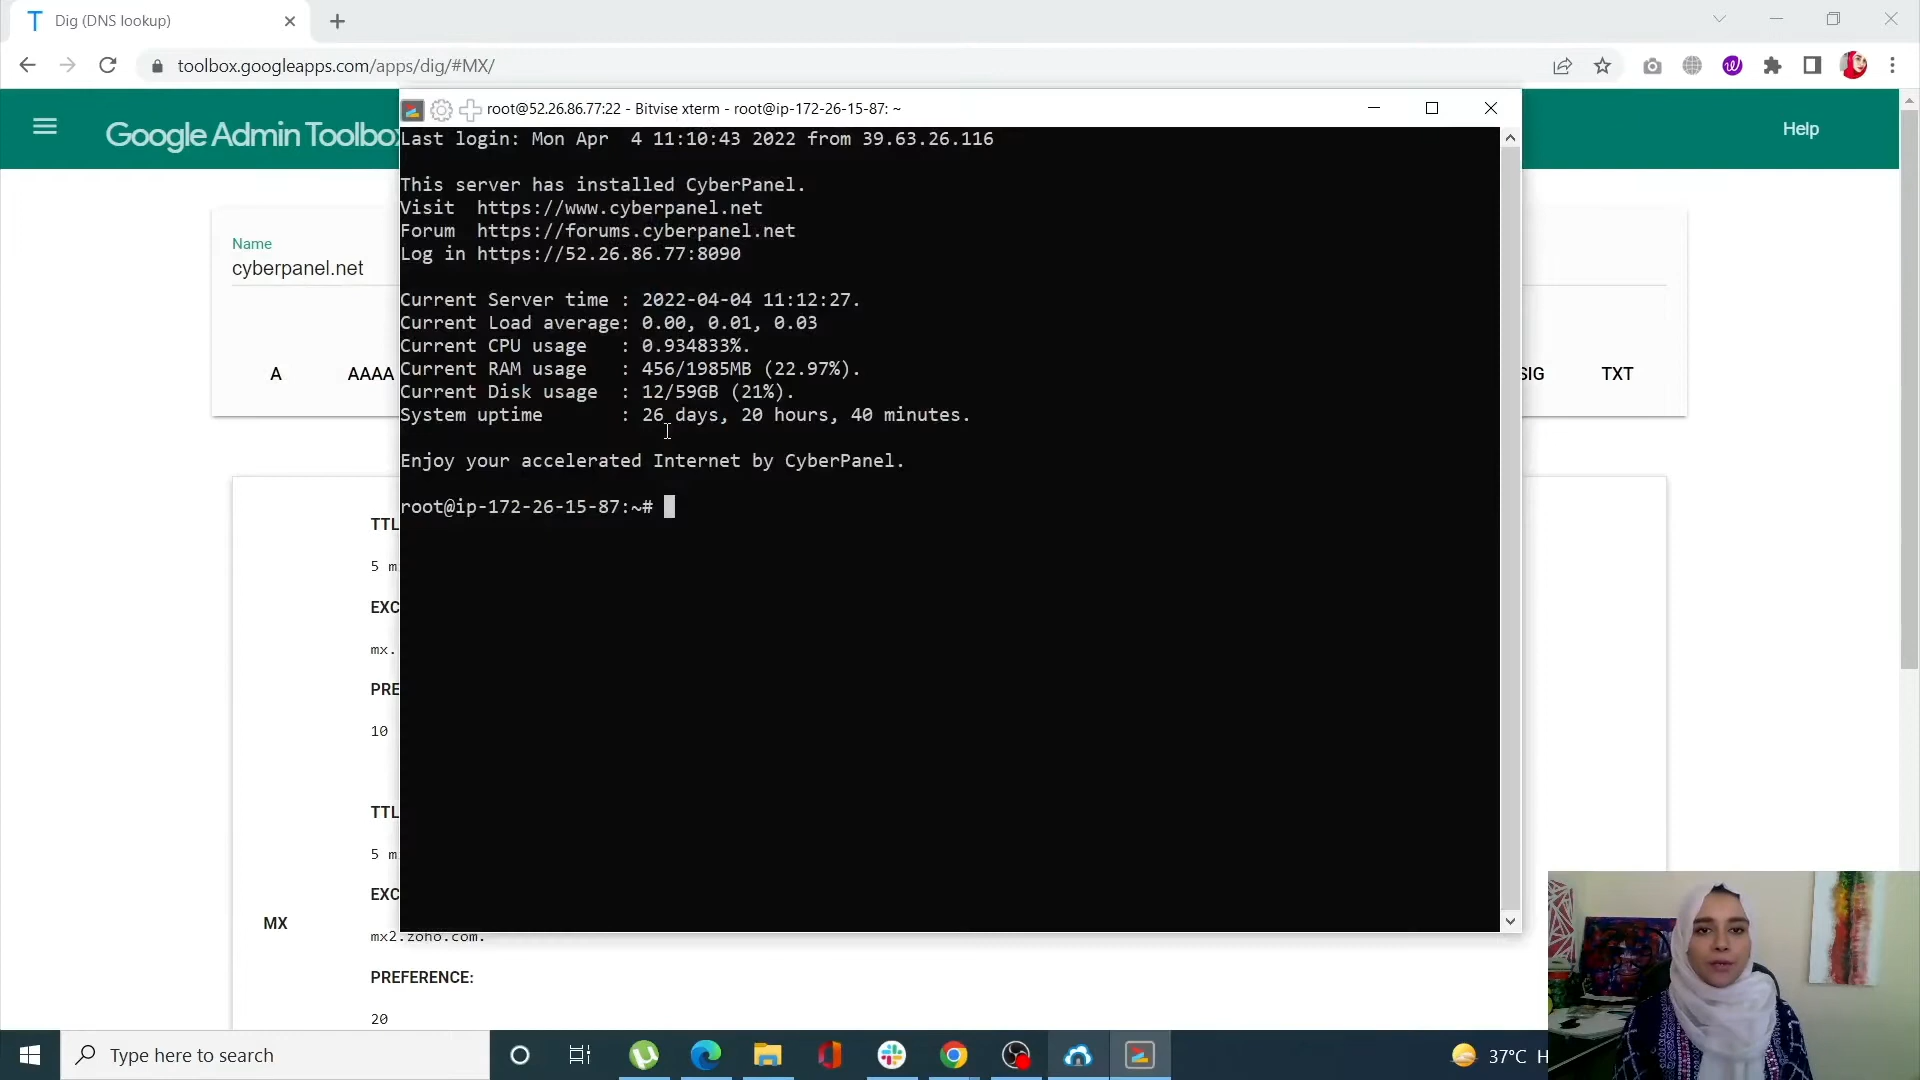 Dig (DNS lookup)
toolbox.googleapps.com/apps/dig/#MX/
root@52.26.86.77:22 - Bitvise xterm - root@ip-172-26-15-87: ~
Google Admin Toolbox
Help
Last login: Mon Apr  4 11:10:43 2022 from 39.63.26.116
This server has installed CyberPanel.
Visit  https://www.cyberpanel.net
Forum  https://forums.cyberpanel.net
Log in https://52.26.86.77:8090
Name
cyberpanel.net
Current Server time : 2022-04-04 11:12:27.
Current Load average: 0.00, 0.01, 0.03
Current CPU usage   : 0.934833%.
Current RAM usage   : 456/1985MB (22.97%).
Current Disk usage  : 12/59GB (21%).
System uptime       : 26 days, 20 hours, 40 minutes.
A AAAA SIG TXT
Enjoy your accelerated Internet by CyberPanel.
root@ip-172-26-15-87:~#
TTL
5 m
EXC
mx.
PRE
10
TTL
5 m
EXC
MX
mx2.zoho.com.
PREFERENCE:
20
Type here to search
37°C H